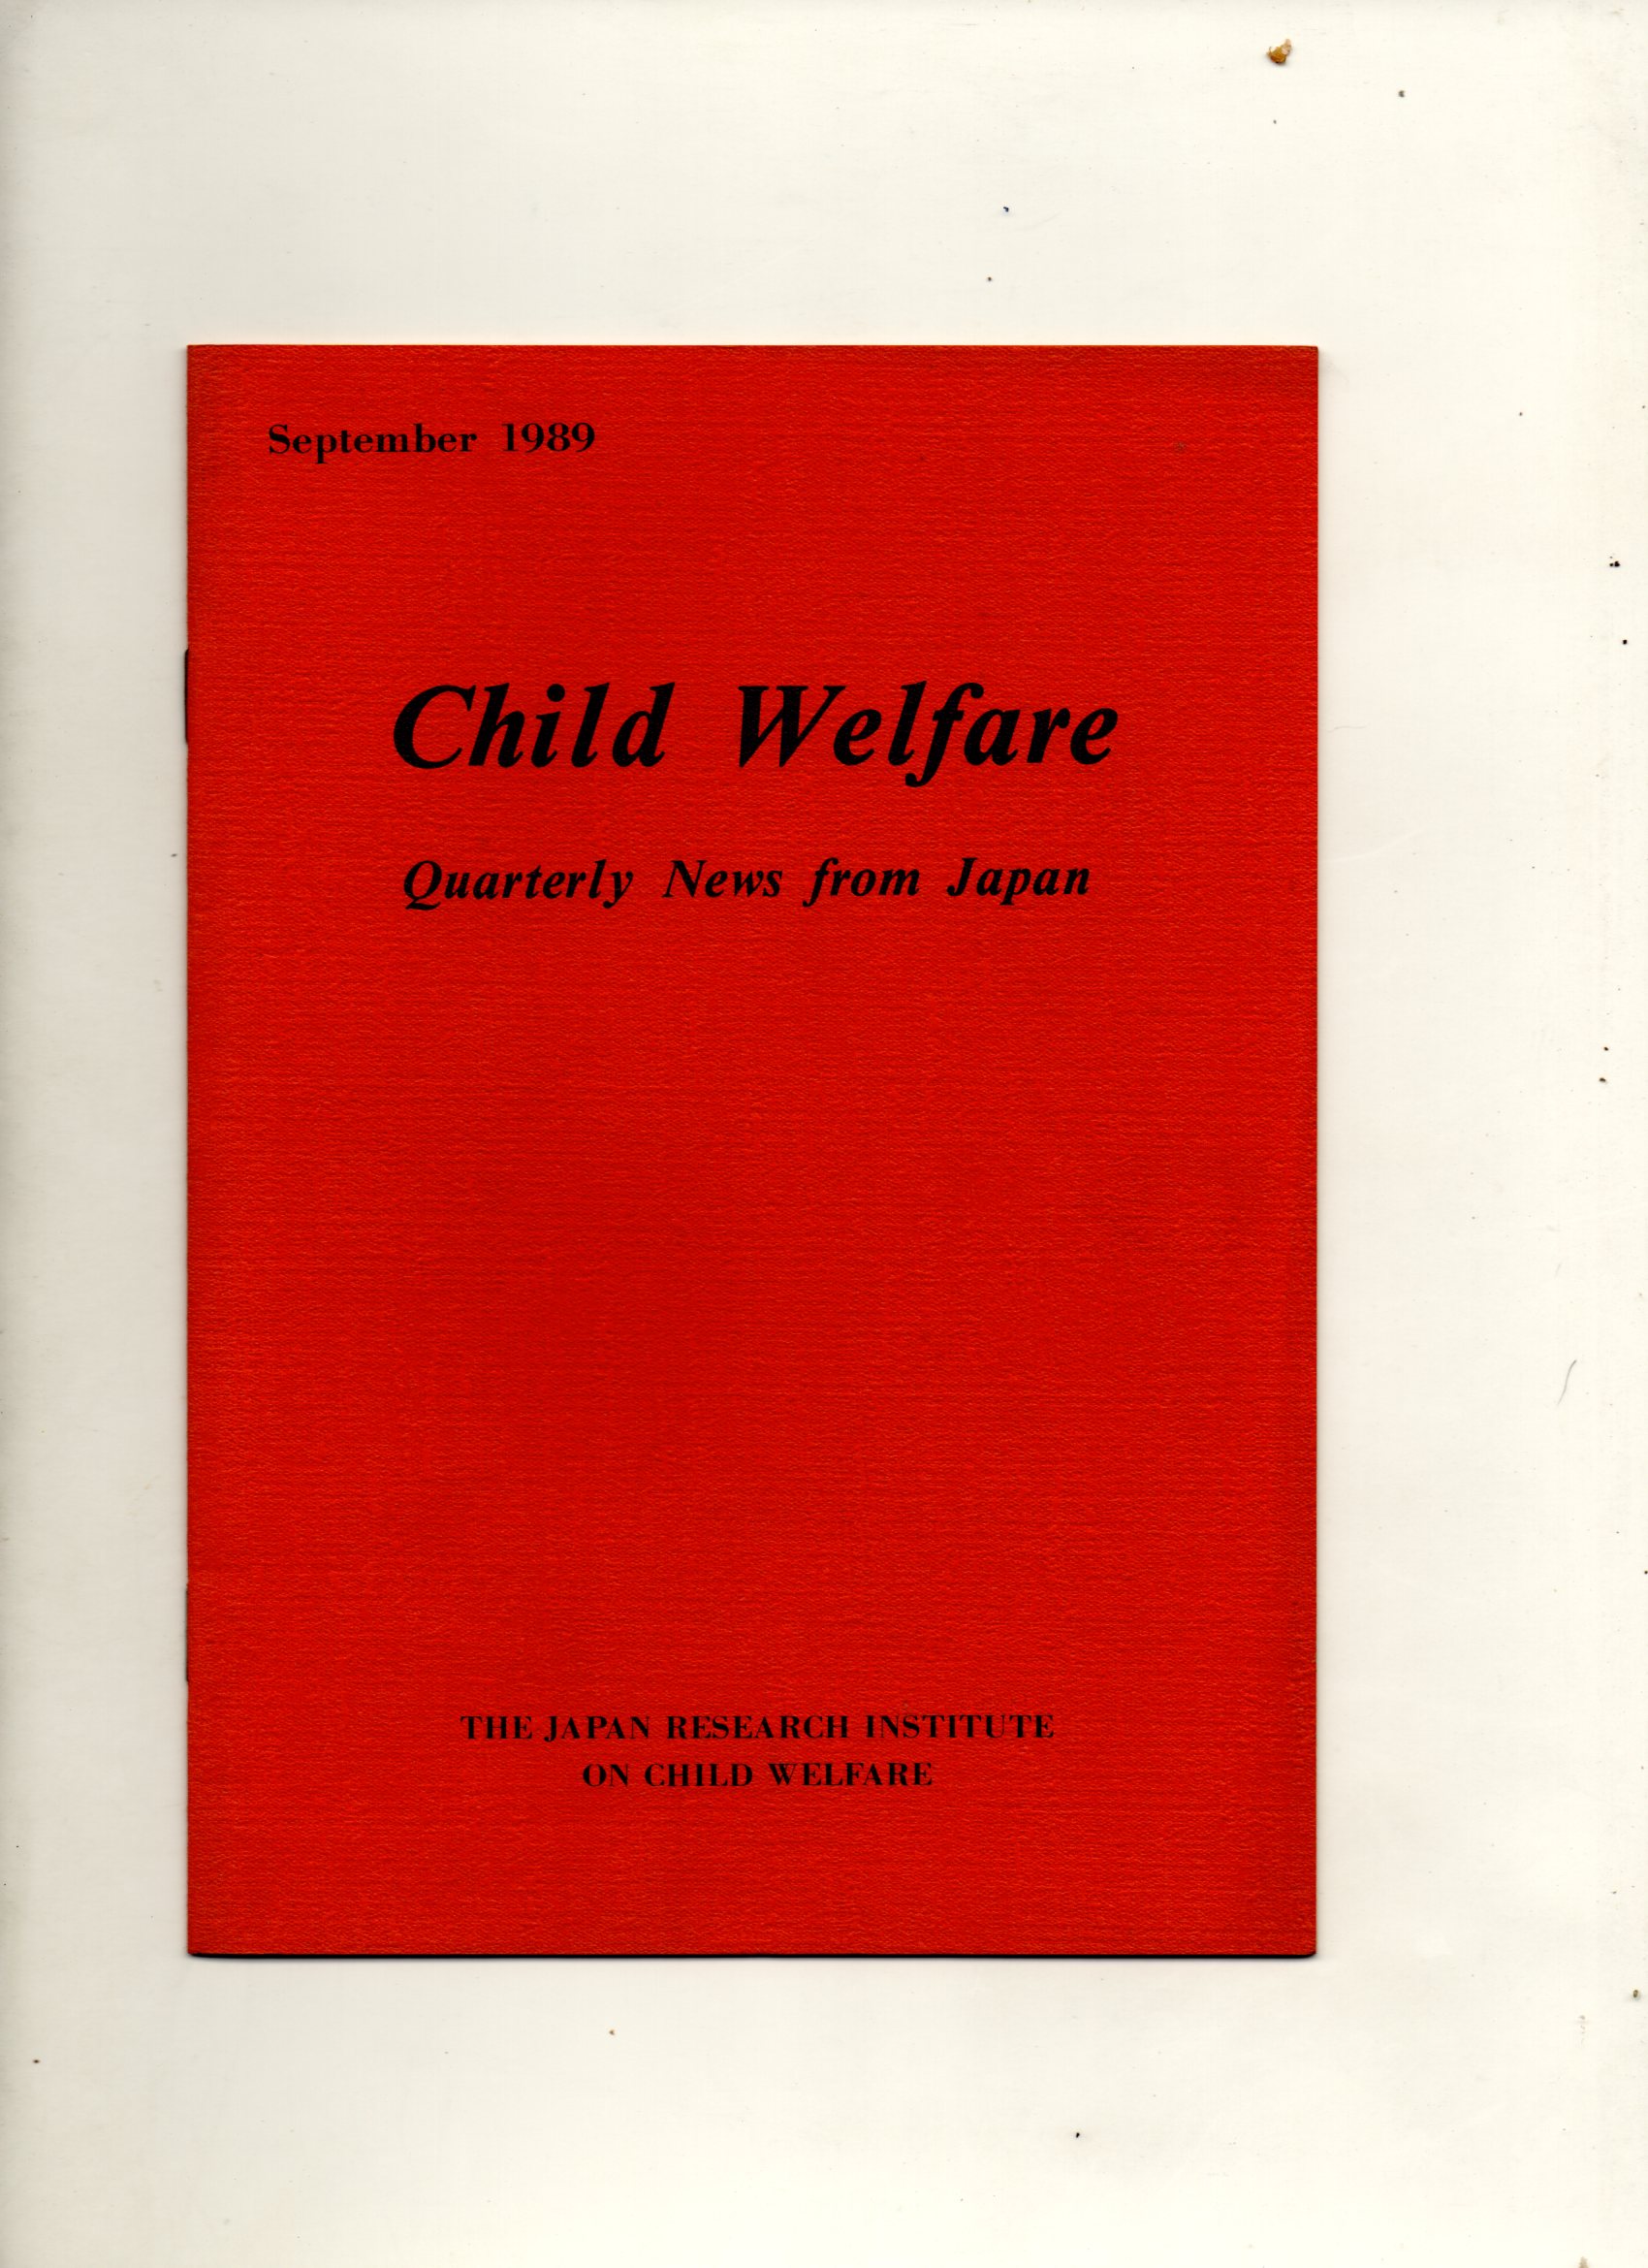 September 1989
Child Welfare
Quarterly News from Japan
THE JAPAN RESEARCH INSTITUTE
ON CHILD WELFARE